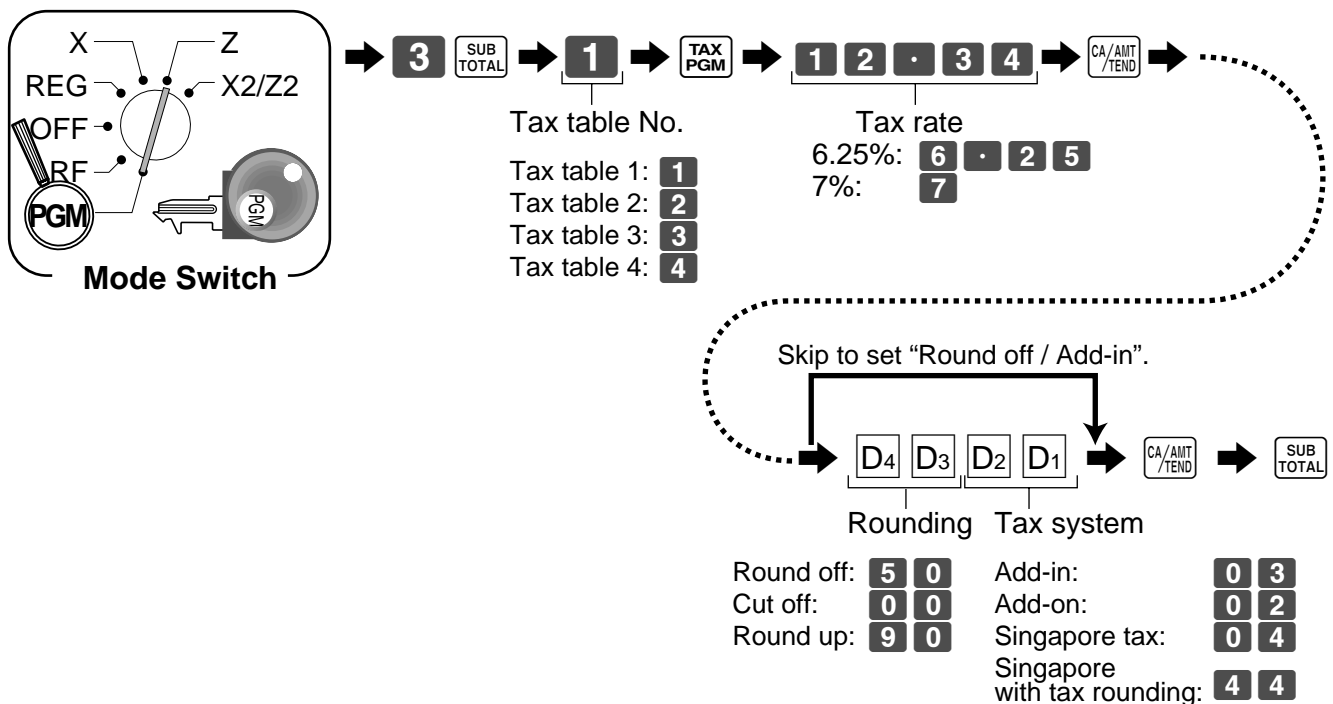 X Z
REG X2/Z2
OFF
RF
PGM PGM
Mode Switch
3 SUB TOTAL 1 TAX PGM 1 2 · 3 4 CA/AMT /TEND
Tax table No.
Tax table 1: 1
Tax table 2: 2
Tax table 3: 3
Tax table 4: 4
Tax rate
6.25%: 6 · 2 5
7%: 7
Skip to set “Round off / Add-in”.
D4 D3 D2 D1 CA/AMT /TEND SUB TOTAL
Rounding Tax system
Round off: 5 0
Cut off: 0 0
Round up: 9 0
Add-in: 0 3
Add-on: 0 2
Singapore tax: 0 4
Singapore
with tax rounding: 4 4